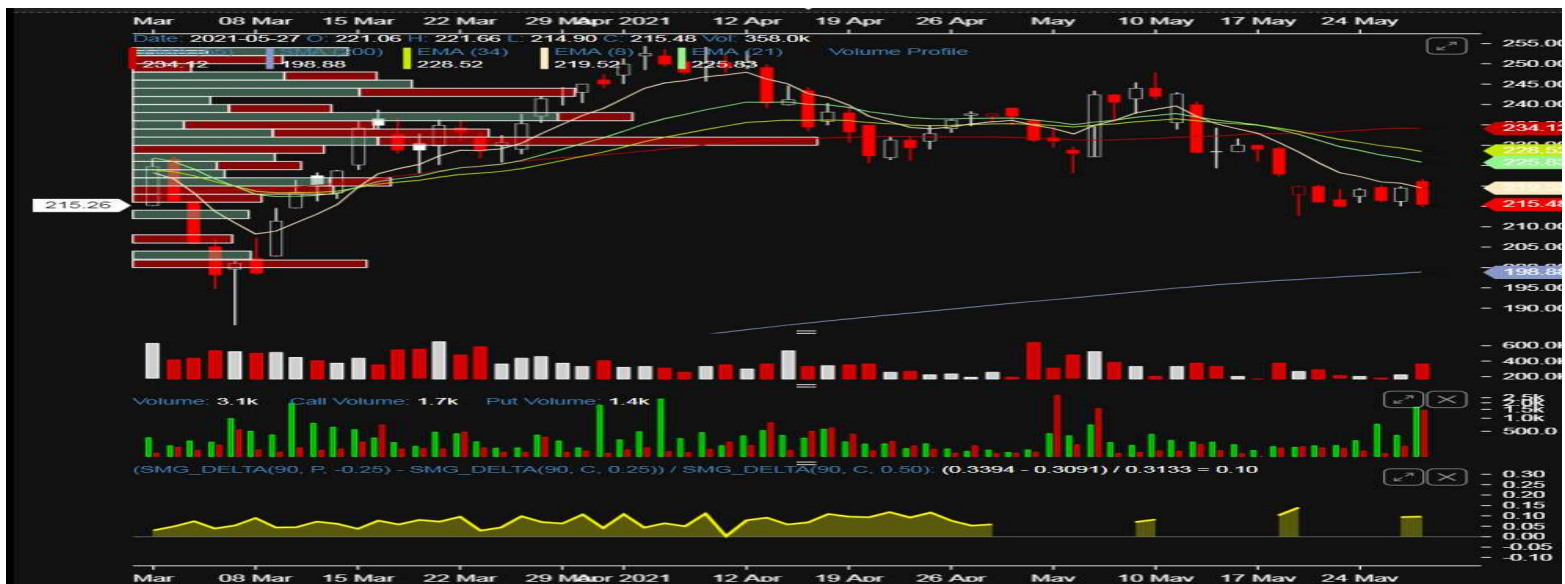 Mar 08 Mar 15 Mar 22 Mar 29 Mar Apr 2021 12 Apr 19 Apr 26 Apr May 10 May 17 May 24 May
Date: 2021-05-27 O: 221.06 H: 221.66 L: 214.90 C: 215.48 Vol: 358.0k
SMA (200) EMA (34) EMA (8) EMA (21) Volume Profile
234.12 198.88 228.52 219.52 225.83
255.00
250.00
245.00
240.00
234.12
228.52
225.83
215.48
215.26
210.00
205.00
198.88
195.00
190.00
600.0k
400.0k
200.0k
Volume: 3.1k Call Volume: 1.7k Put Volume: 1.4k
2.5k
2.0k
1.5k
500.0
(SMG_DELTA(90, P, -0.25) - SMG_DELTA(90, C, 0.25)) / SMG_DELTA(90, C, 0.50): (0.3394 - 0.3091) / 0.3133 = 0.10
0.30
0.25
0.20
0.15
0.10
0.05
0.00
-0.05
-0.10
Mar 08 Mar 15 Mar 22 Mar 29 Mar Apr 2021 12 Apr 19 Apr 26 Apr May 10 May 17 May 24 May